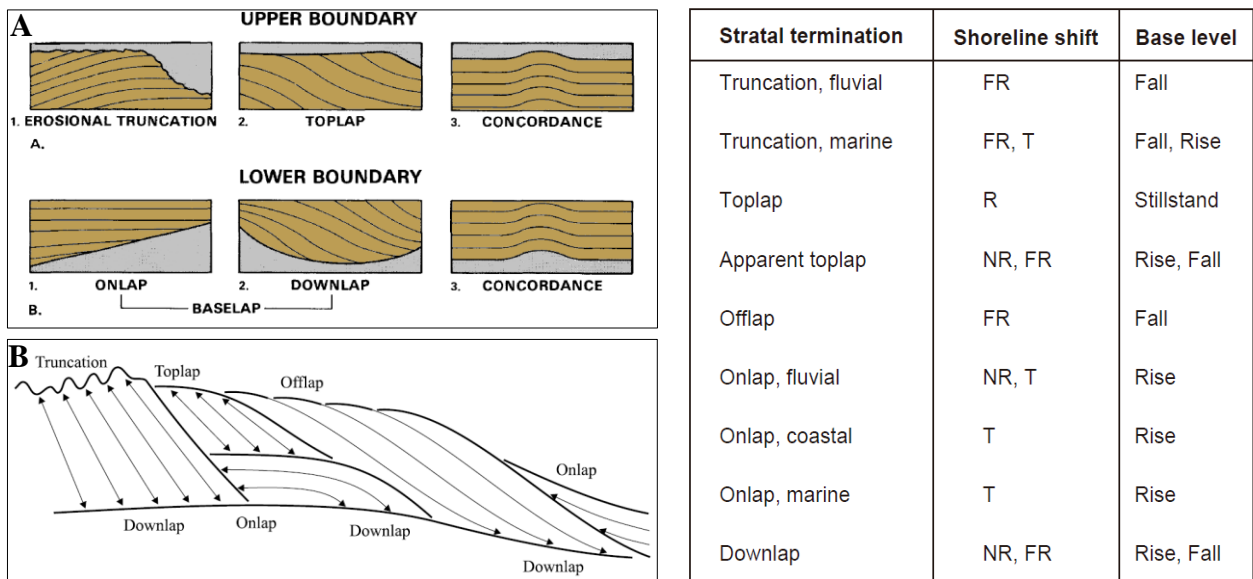 A
UPPER BOUNDARY
1. EROSIONAL TRUNCATION
2. TOPLAP
3. CONCORDANCE
A.
LOWER BOUNDARY
1. ONLAP
2. DOWNLAP
3. CONCORDANCE
BASELAP
B.
B
Truncation
Toplap
Offlap
Onlap
Downlap
Onlap
Downlap
Downlap
Stratal termination Shoreline shift Base level
Truncation, fluvial FR Fall
Truncation, marine FR, T Fall, Rise
Toplap R Stillstand
Apparent toplap NR, FR Rise, Fall
Offlap FR Fall
Onlap, fluvial NR, T Rise
Onlap, coastal T Rise
Onlap, marine T Rise
Downlap NR, FR Rise, Fall